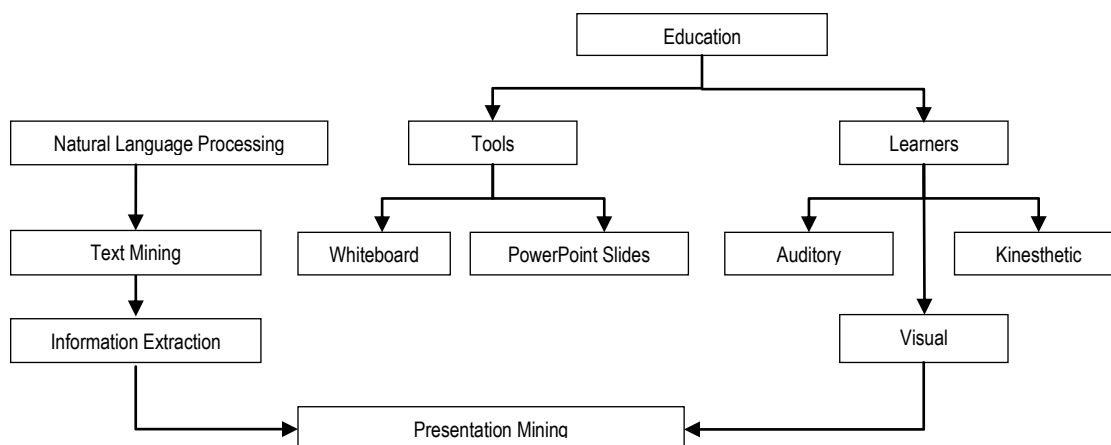 Education
Natural Language Processing
Tools
Learners
Text Mining
Whiteboard
PowerPoint Slides
Auditory
Kinesthetic
Information Extraction
Visual
Presentation Mining